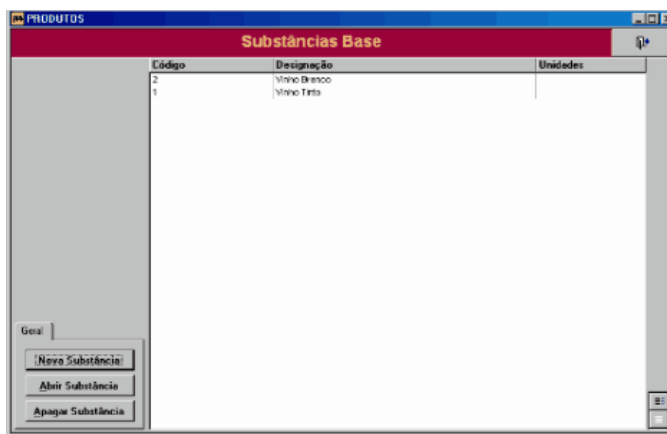 PRODUTOS
Substâncias Base
Código Designação Unidades
2 Vinho Branco
1 Vinho Tinto
Geral
Nova Substância
Abrir Substância
Apagar Substância